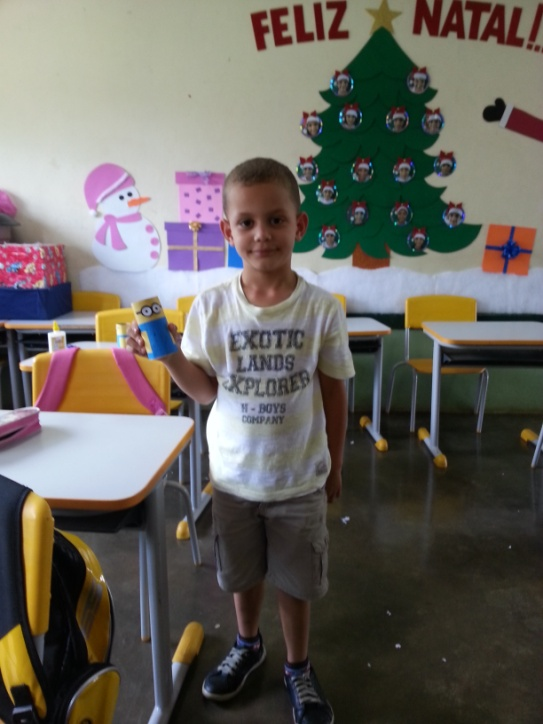 FELIZ NATAL!!
EXOTIC
LANDS
EXPLORER
N - BOYS
COMPANY